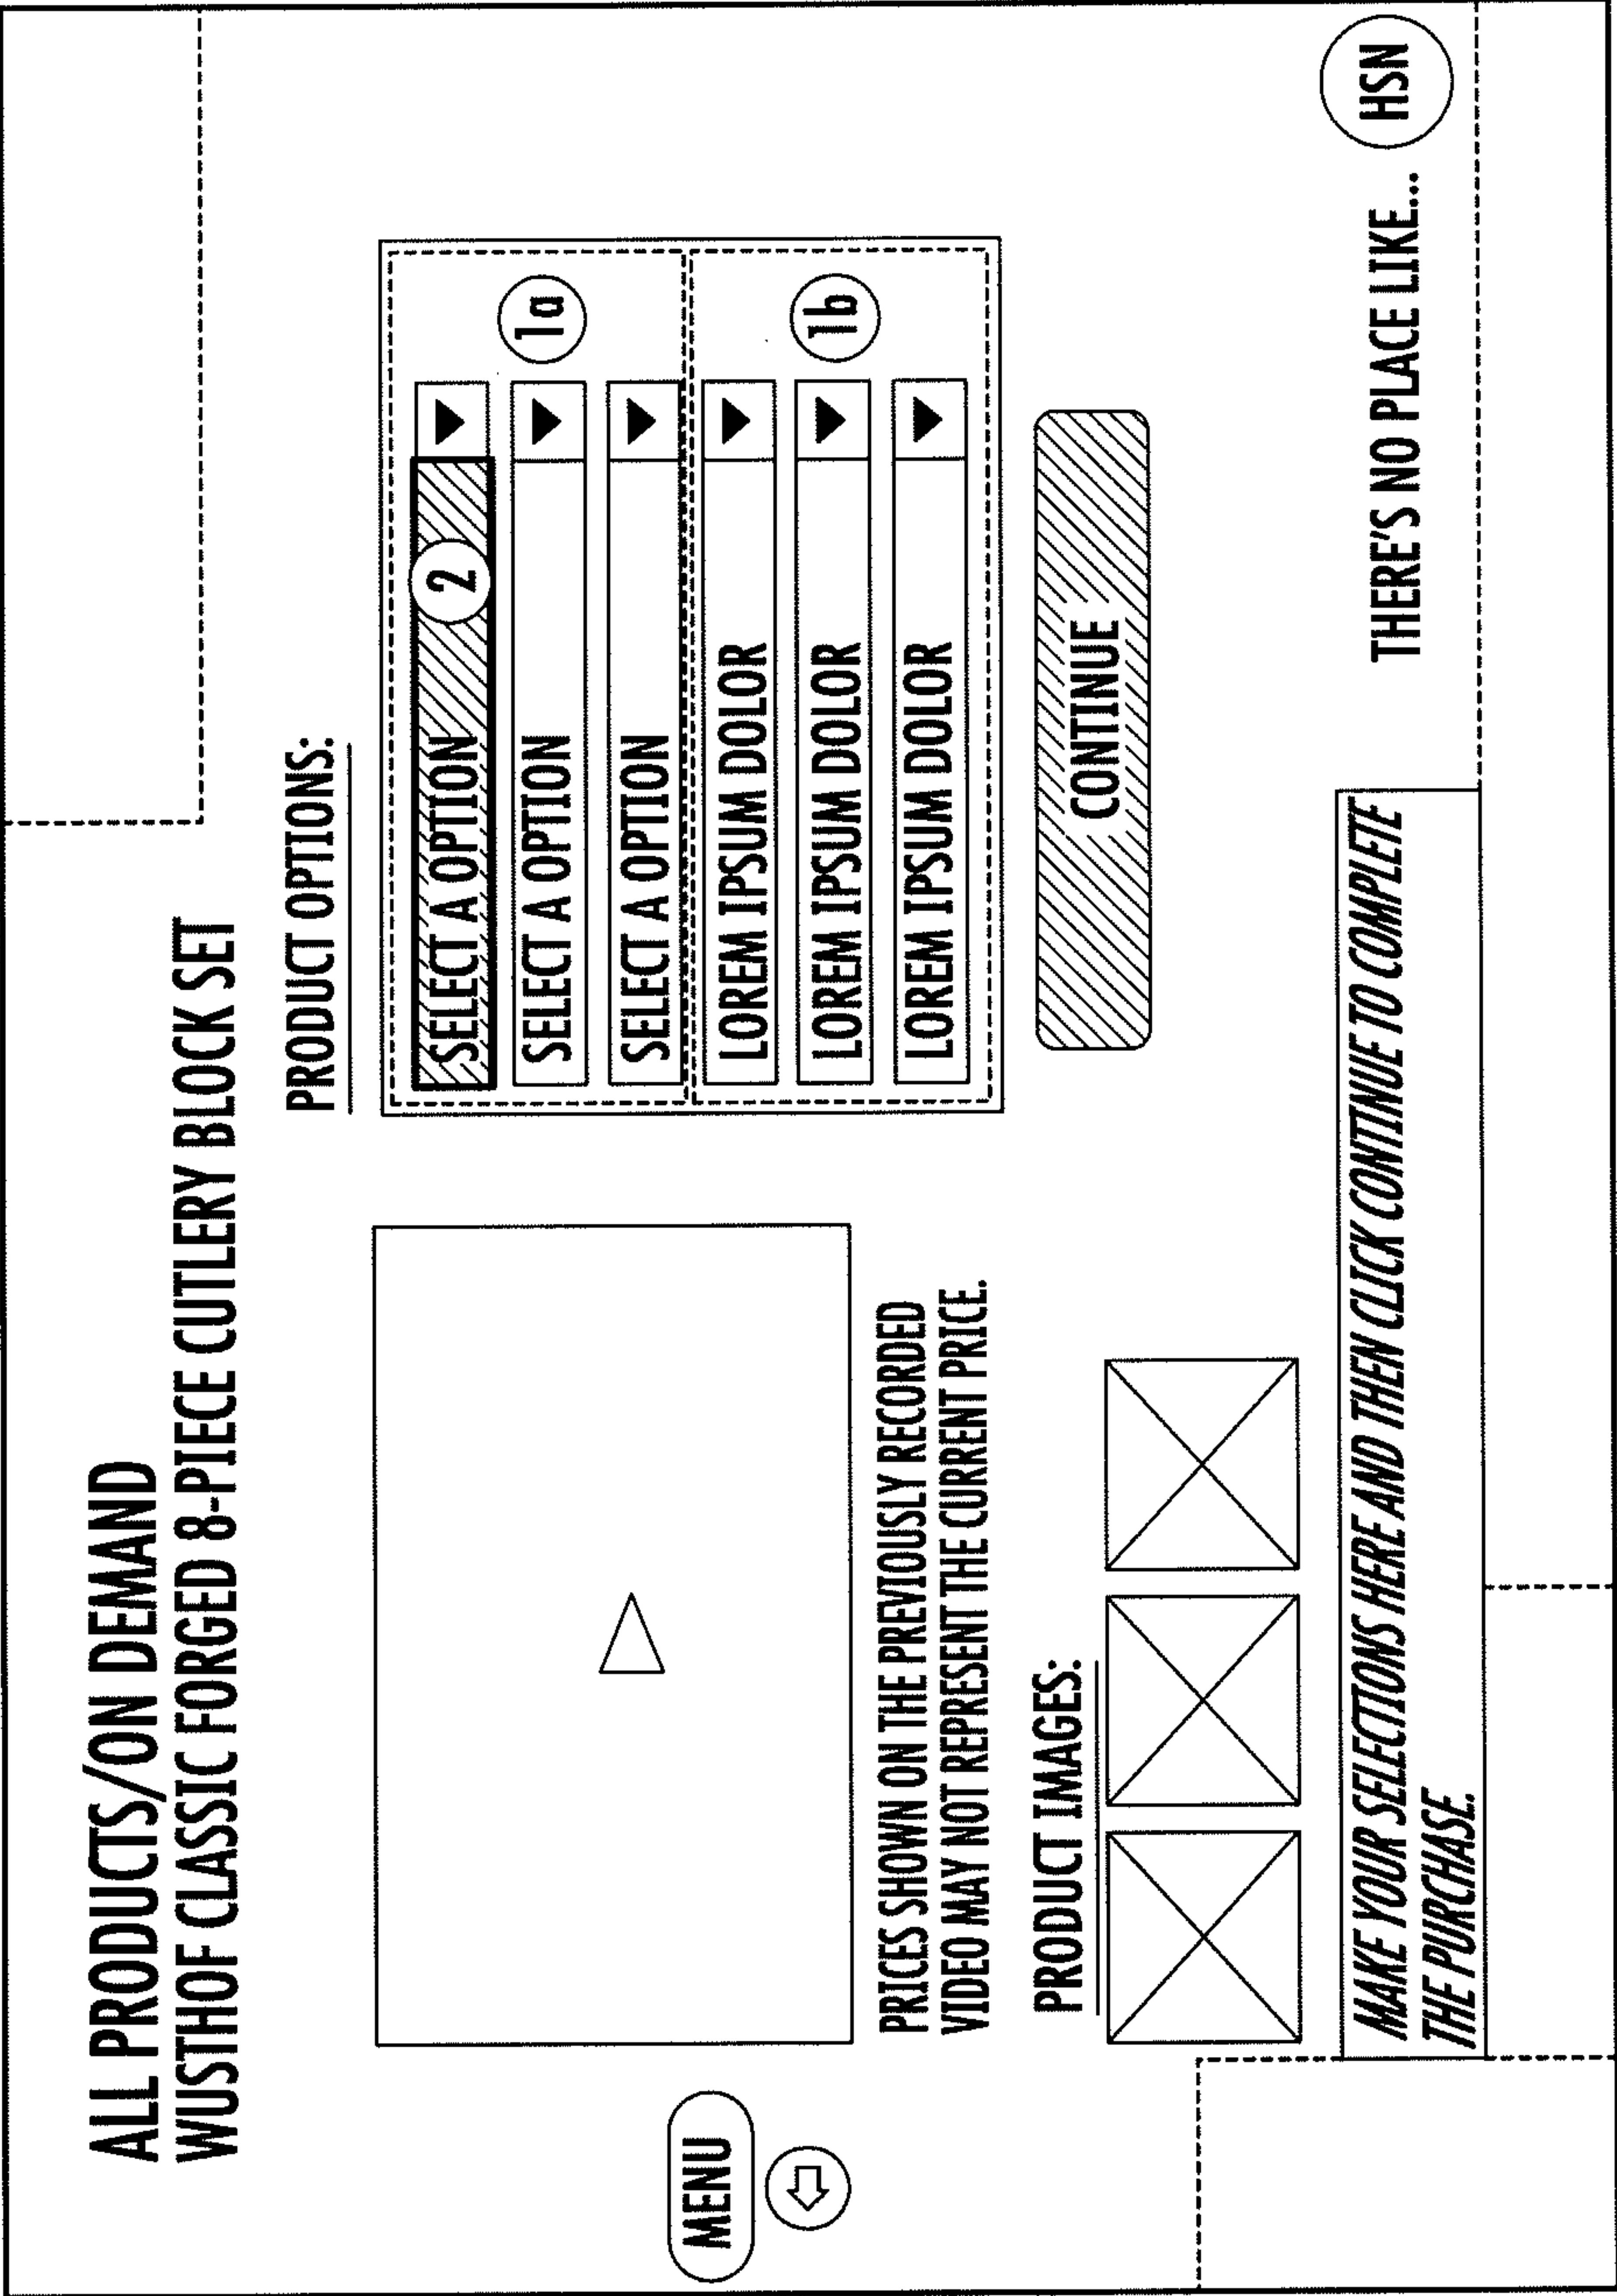 ALL PRODUCTS/ON DEMAND
WUSTHOF CLASSIC FORGED 8-PIECE CUTLERY BLOCK SET
MENU
PRICES SHOWN ON THE PREVIOUSLY RECORDED
VIDEO MAY NOT REPRESENT THE CURRENT PRICE.
PRODUCT IMAGES:
PRODUCT OPTIONS:
SELECT A OPTION 2
SELECT A OPTION 1a
SELECT A OPTION
LOREM IPSUM DOLOR
LOREM IPSUM DOLOR 1b
LOREM IPSUM DOLOR
CONTINUE
MAKE YOUR SELECTIONS HERE AND THEN CLICK CONTINUE TO COMPLETE
THE PURCHASE.
THERE'S NO PLACE LIKE... HSN